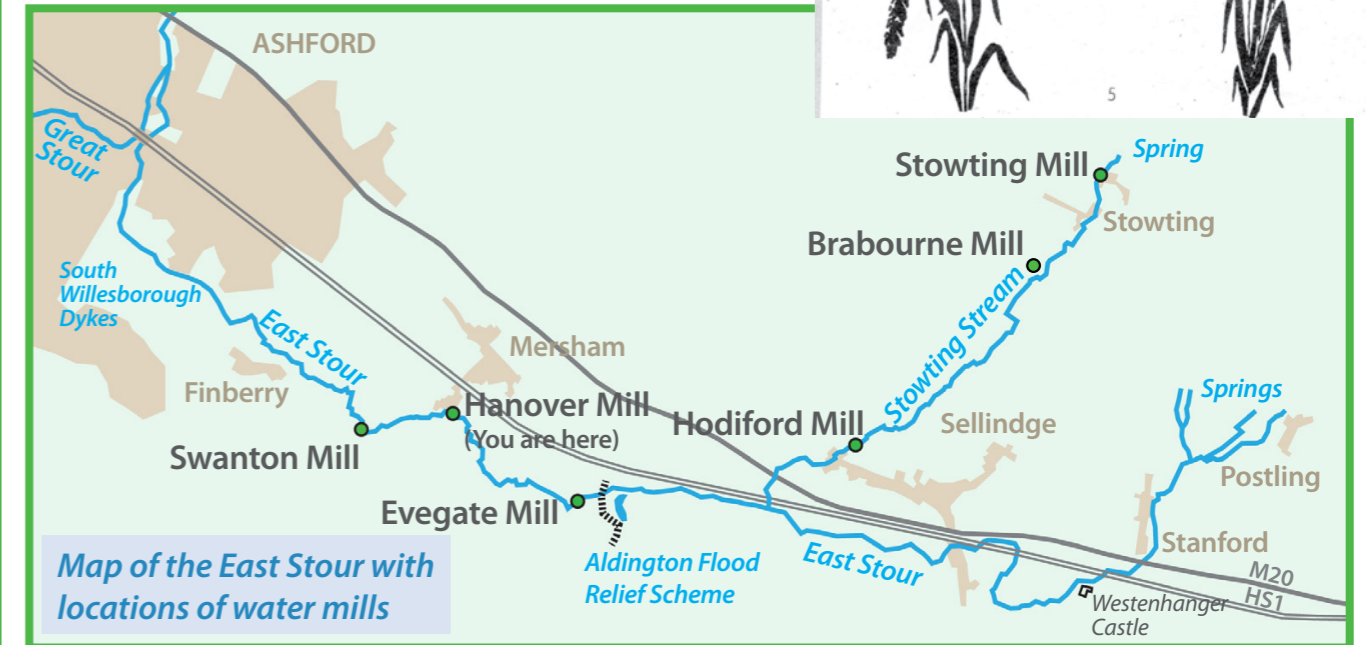 5
ASHFORD
Great
Stour
Stowting Mill
Spring
Stowting
Brabourne Mill
South
Willesborough
Dykes
East Stour
Stowting Stream
Mersham
Finberry
Hanover Mill
(You are here)
Hodiford Mill
Sellindge
Springs
Swanton Mill
Postling
Evegate Mill
Stanford
Aldington Flood
Relief Scheme
East Stour
M20
HS1
Westenhanger
Castle
Map of the East Stour with
locations of water mills